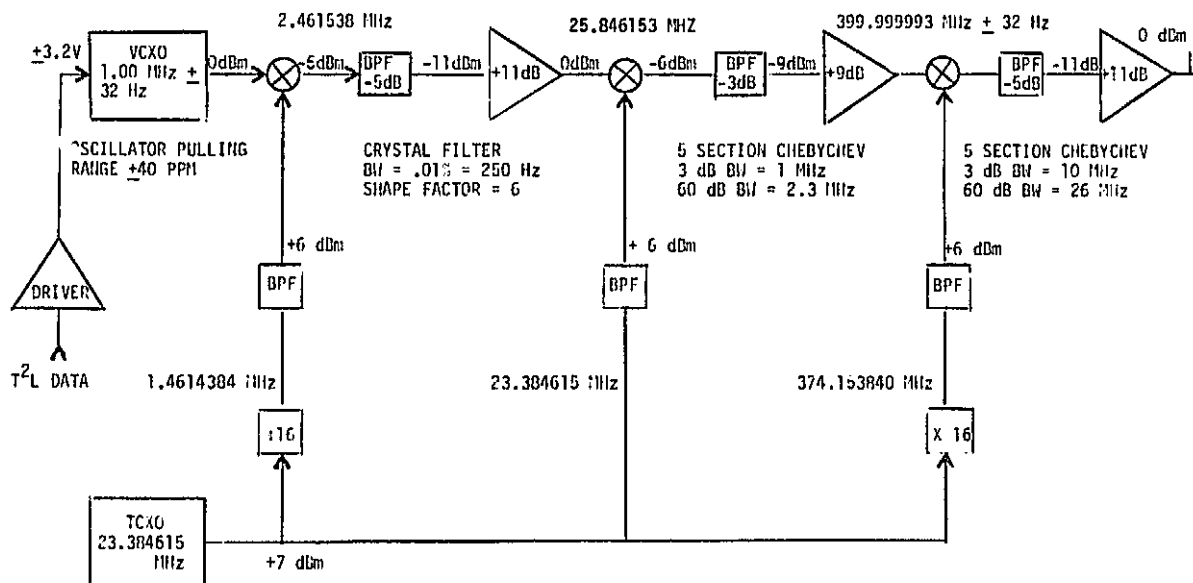 2.461538 MHz
25.846153 MHZ
399.999993 MHz ± 32 Hz
±3.2V
VCXO
1.00 MHz ±
32 Hz
0dBm
-5dBm
BPF
-5dB
-11dBm
+11dB
0dBm
-6dBm
BPF
-3dB
-9dBm
+9dB
BPF
-5dB
-11dB
+11dB
0 dBm
OSCILLATOR PULLING
RANGE ±40 PPM
CRYSTAL FILTER
BW = .01% = 250 Hz
SHAPE FACTOR = 6
5 SECTION CHEBYCHEV
3 dB BW = 1 MHz
60 dB BW = 2.3 MHz
5 SECTION CHEBYCHEV
3 dB BW = 10 MHz
60 dB BW = 26 MHz
+6 dBm
+ 6 dBm
+6 dBm
DRIVER
BPF
BPF
BPF
T²L DATA
1.4614384 MHz
23.384615 MHz
374.153840 MHz
:16
X 16
TCXO
23.384615
MHz
+7 dBm